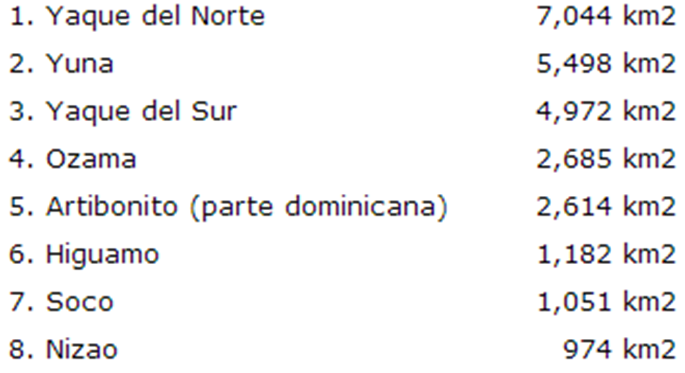 1. Yaque del Norte 7,044 km2
2. Yuna 5,498 km2
3. Yaque del Sur 4,972 km2
4. Ozama 2,685 km2
5. Artibonito (parte dominicana) 2,614 km2
6. Higuamo 1,182 km2
7. Soco 1,051 km2
8. Nizao 974 km2